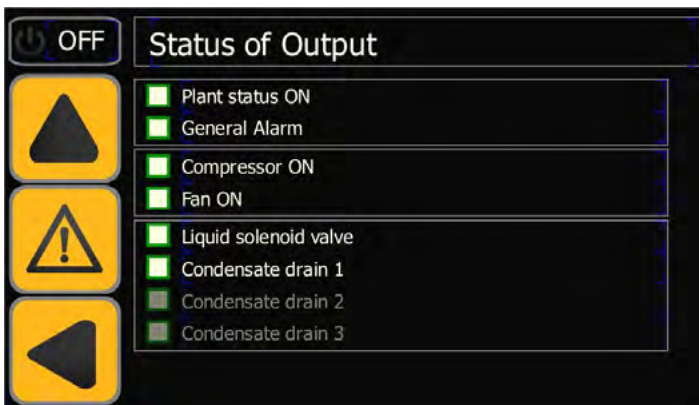 OFF
Status of Output
Plant status ON
General Alarm
Compressor ON
Fan ON
Liquid solenoid valve
Condensate drain 1
Condensate drain 2
Condensate drain 3